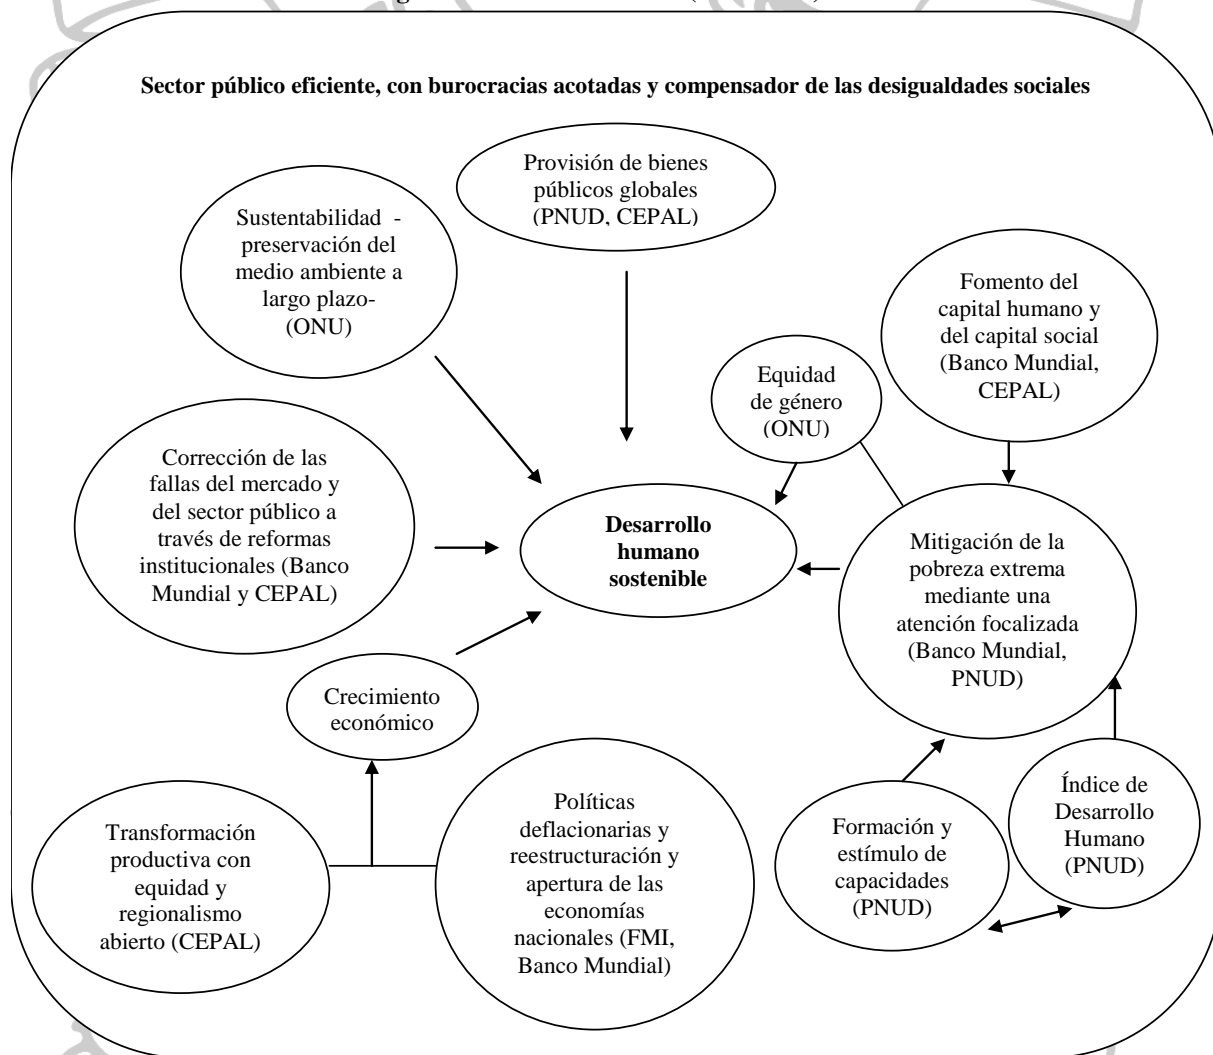 Sector público eficiente, con burocracias acotadas y compensador de las desigualdades sociales
Provisión de bienes
públicos globales
(PNUD, CEPAL)
Sustentabilidad -
preservación del
medio ambiente a
largo plazo-
(ONU)
Fomento del
capital humano y
del capital social
(Banco Mundial,
CEPAL)
Equidad
de género
(ONU)
Corrección de las
fallas del mercado y
del sector público a
través de reformas
institucionales (Banco
Mundial y CEPAL)
Desarrollo
humano
sostenible
Mitigación de la
pobreza extrema
mediante una
atención focalizada
(Banco Mundial,
PNUD)
Crecimiento
económico
Transformación
productiva con
equidad y
regionalismo
abierto (CEPAL)
Políticas
deflacionarias y
reestructuración y
apertura de las
economías
nacionales (FMI,
Banco Mundial)
Formación y
estímulo de
capacidades
(PNUD)
Índice de
Desarrollo
Humano
(PNUD)